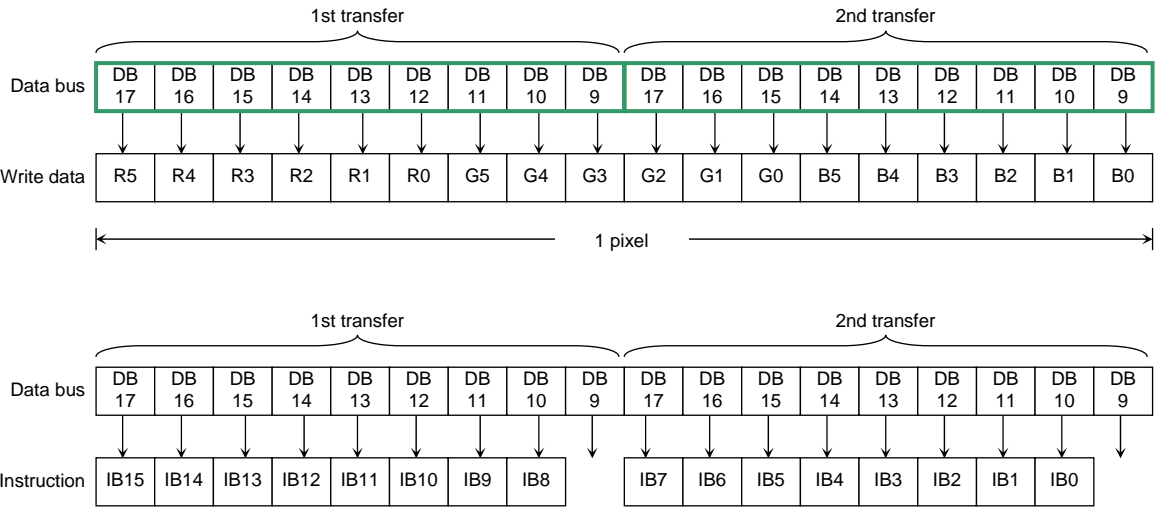 1st transfer 2nd transfer
Data bus DB 17 DB 16 DB 15 DB 14 DB 13 DB 12 DB 11 DB 10 DB 9 DB 17 DB 16 DB 15 DB 14 DB 13 DB 12 DB 11 DB 10 DB 9
Write data R5 R4 R3 R2 R1 R0 G5 G4 G3 G2 G1 G0 B5 B4 B3 B2 B1 B0
1 pixel
1st transfer 2nd transfer
Data bus DB 17 DB 16 DB 15 DB 14 DB 13 DB 12 DB 11 DB 10 DB 9 DB 17 DB 16 DB 15 DB 14 DB 13 DB 12 DB 11 DB 10 DB 9
Instruction IB15 IB14 IB13 IB12 IB11 IB10 IB9 IB8 IB7 IB6 IB5 IB4 IB3 IB2 IB1 IB0